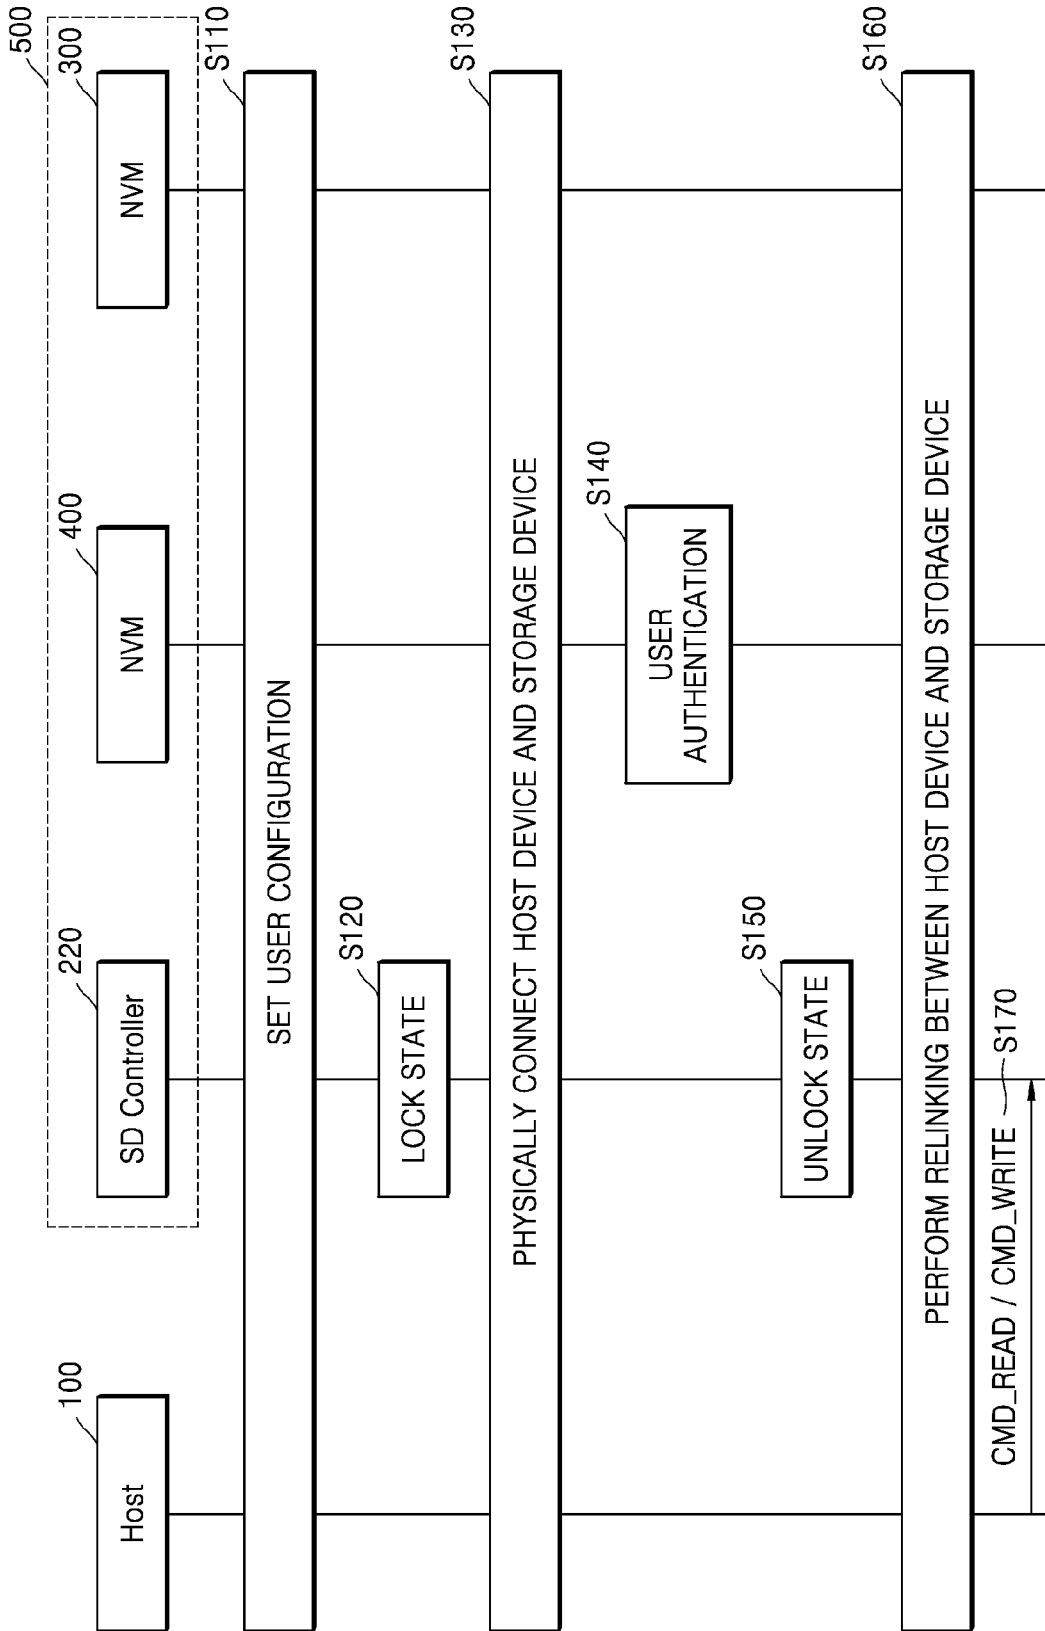 500
100
220
400
300
Host
SD Controller
NVM
NVM
S110
SET USER CONFIGURATION
S120
LOCK STATE
S130
PHYSICALLY CONNECT HOST DEVICE AND STORAGE DEVICE
S140
USER
AUTHENTICATION
S150
UNLOCK STATE
S160
PERFORM RELINKING BETWEEN HOST DEVICE AND STORAGE DEVICE
CMD_READ / CMD_WRITE S170